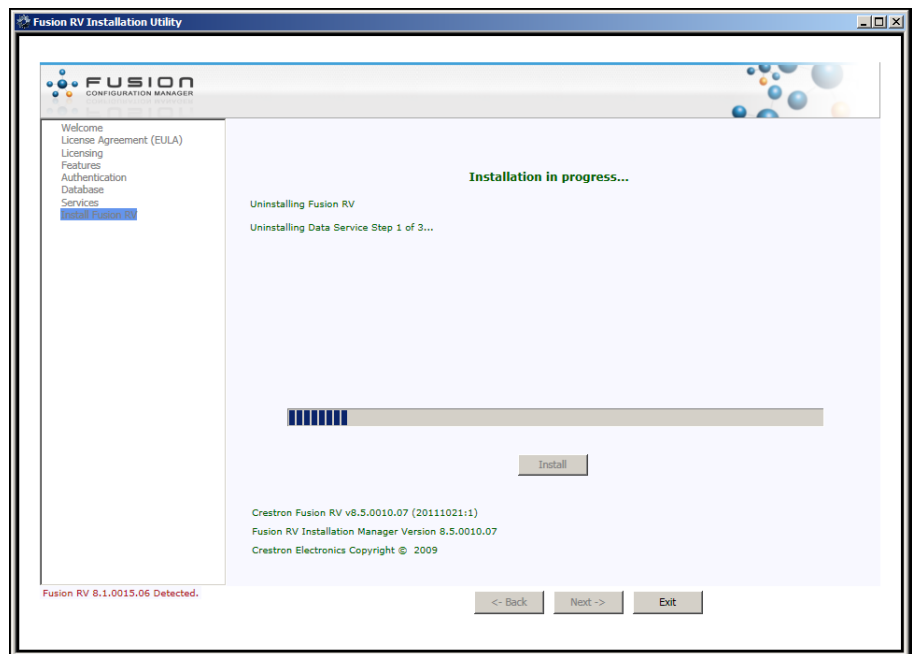 Fusion RV Installation Utility
FUSION
CONFIGURATION MANAGER
Welcome
License Agreement (EULA)
Licensing
Features
Authentication
Database
Services
Install Fusion RV
Installation in progress...
Uninstalling Fusion RV
Uninstalling Data Service Step 1 of 3...
Install
Crestron Fusion RV v8.5.0010.07 (20111021:1)
Fusion RV Installation Manager Version 8.5.0010.07
Crestron Electronics Copyright © 2009
Fusion RV 8.1.0015.06 Detected.
<- Back
Next ->
Exit